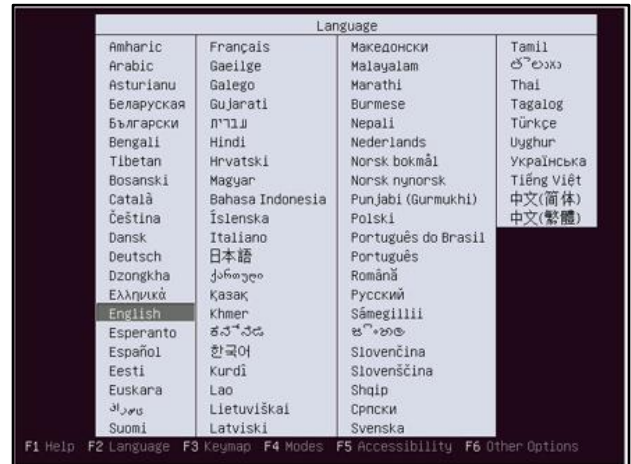 Language
Amharic
Arabic
Asturianu
Беларуская
Български
Bengali
Tibetan
Bosanski
Català
Čeština
Dansk
Deutsch
Dzongkha
Ελληνικά
English
Esperanto
Español
Eesti
Euskara
فارسی
Suomi
Français
Gaeilge
Galego
Gujarati
עברית
Hindi
Hrvatski
Magyar
Bahasa Indonesia
Íslenska
Italiano
日本語
ქართული
Қазақ
Khmer
ಕನ್ನಡ
한국어
Kurdî
Lao
Lietuviškai
Latviski
Македонски
Malayalam
Marathi
Burmese
Nepali
Nederlands
Norsk bokmål
Norsk nynorsk
Punjabi (Gurmukhi)
Polski
Português do Brasil
Português
Română
Русский
Sámegillii
සිංහල
Slovenčina
Slovenščina
Shqip
Српски
Svenska
Tamil
తెలుగు
Thai
Tagalog
Türkçe
Uyghur
Українська
Tiếng Việt
中文(简体)
中文(繁體)
F1 Help F2 Language F3 Keymap F4 Modes F5 Accessibility F6 Other Options